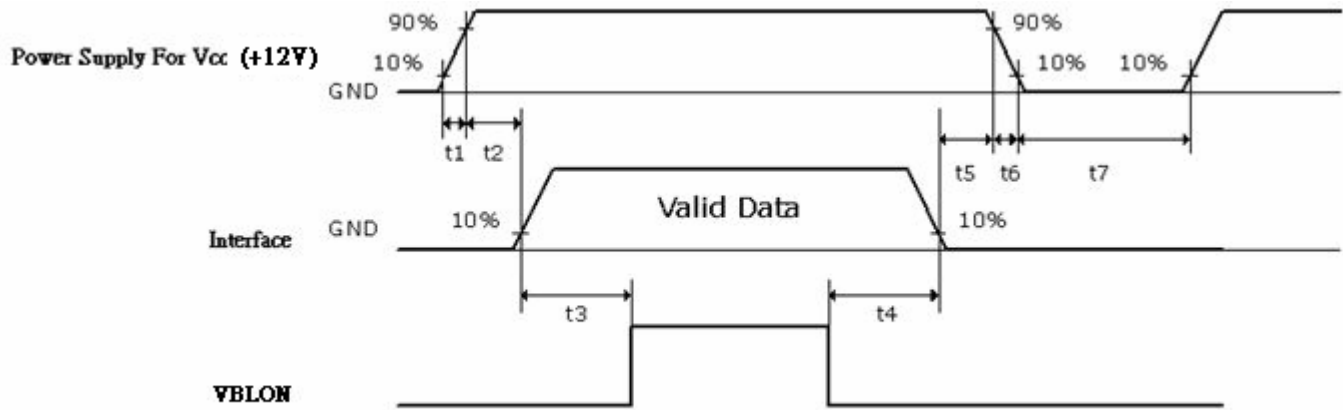 90%
90%
Power Supply For Vcc (+12V)
10%
10%
10%
GND
t1
t2
t5
t6
t7
Valid Data
GND
10%
10%
Interface
t3
t4
VBLON